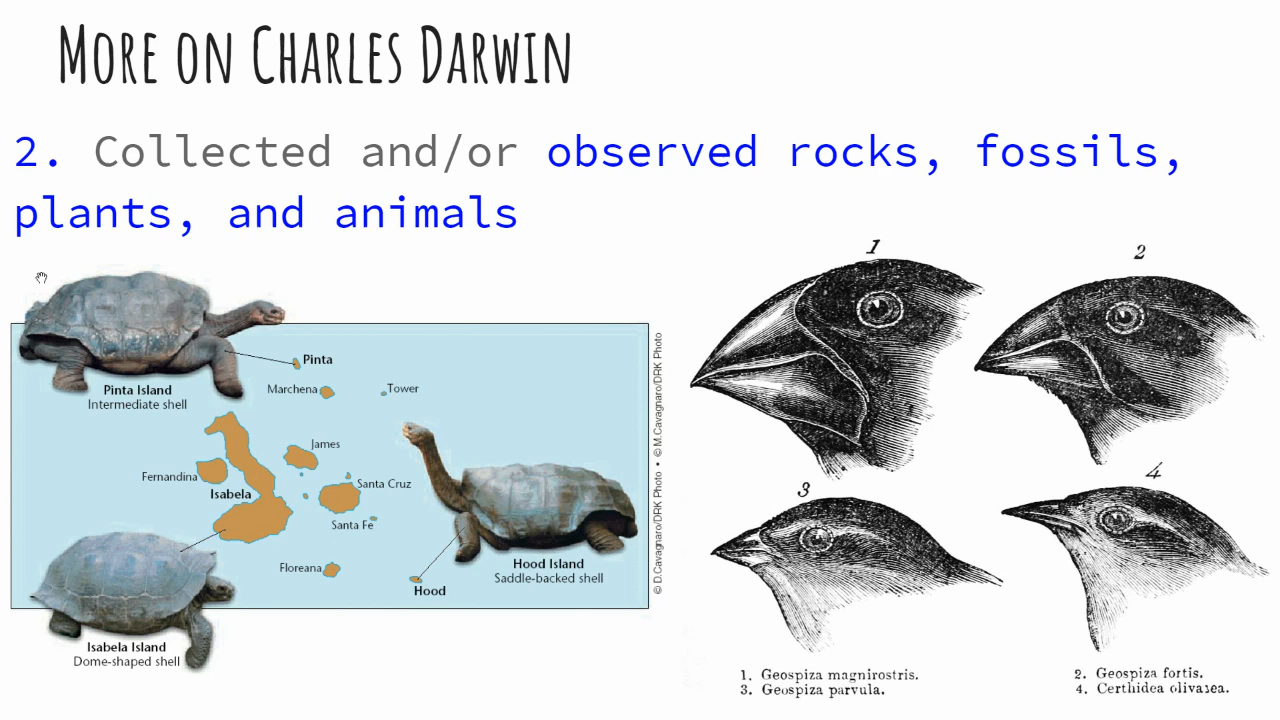 More on Charles Darwin
2. Collected and/or observed rocks, fossils,
plants, and animals
Pinta
Pinta Island
Intermediate shell
Marchena
Tower
James
Fernandina
Isabela
Santa Cruz
Santa Fe
Floreana
Hood
Hood Island
Saddle-backed shell
Isabela Island
Dome-shaped shell
© D.Cavagnaro/DRK Photo • © M.Cavagnaro/DRK Photo
1
2
3
4
1. Geospiza magnirostris.
2. Geospiza fortis.
3. Geospiza parvula.
4. Certhidea olivasea.